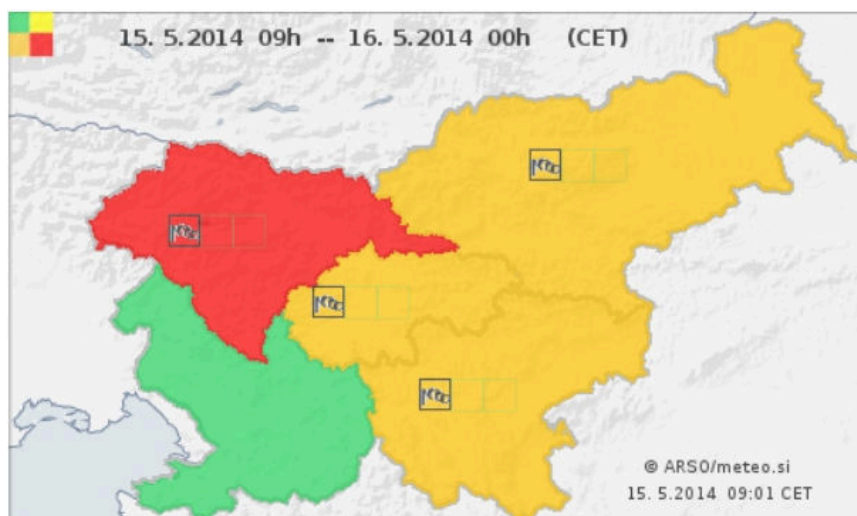 15. 5.2014 09h -- 16. 5.2014 00h (CET)
© ARSO/meteo.si
15. 5.2014 09:01 CET